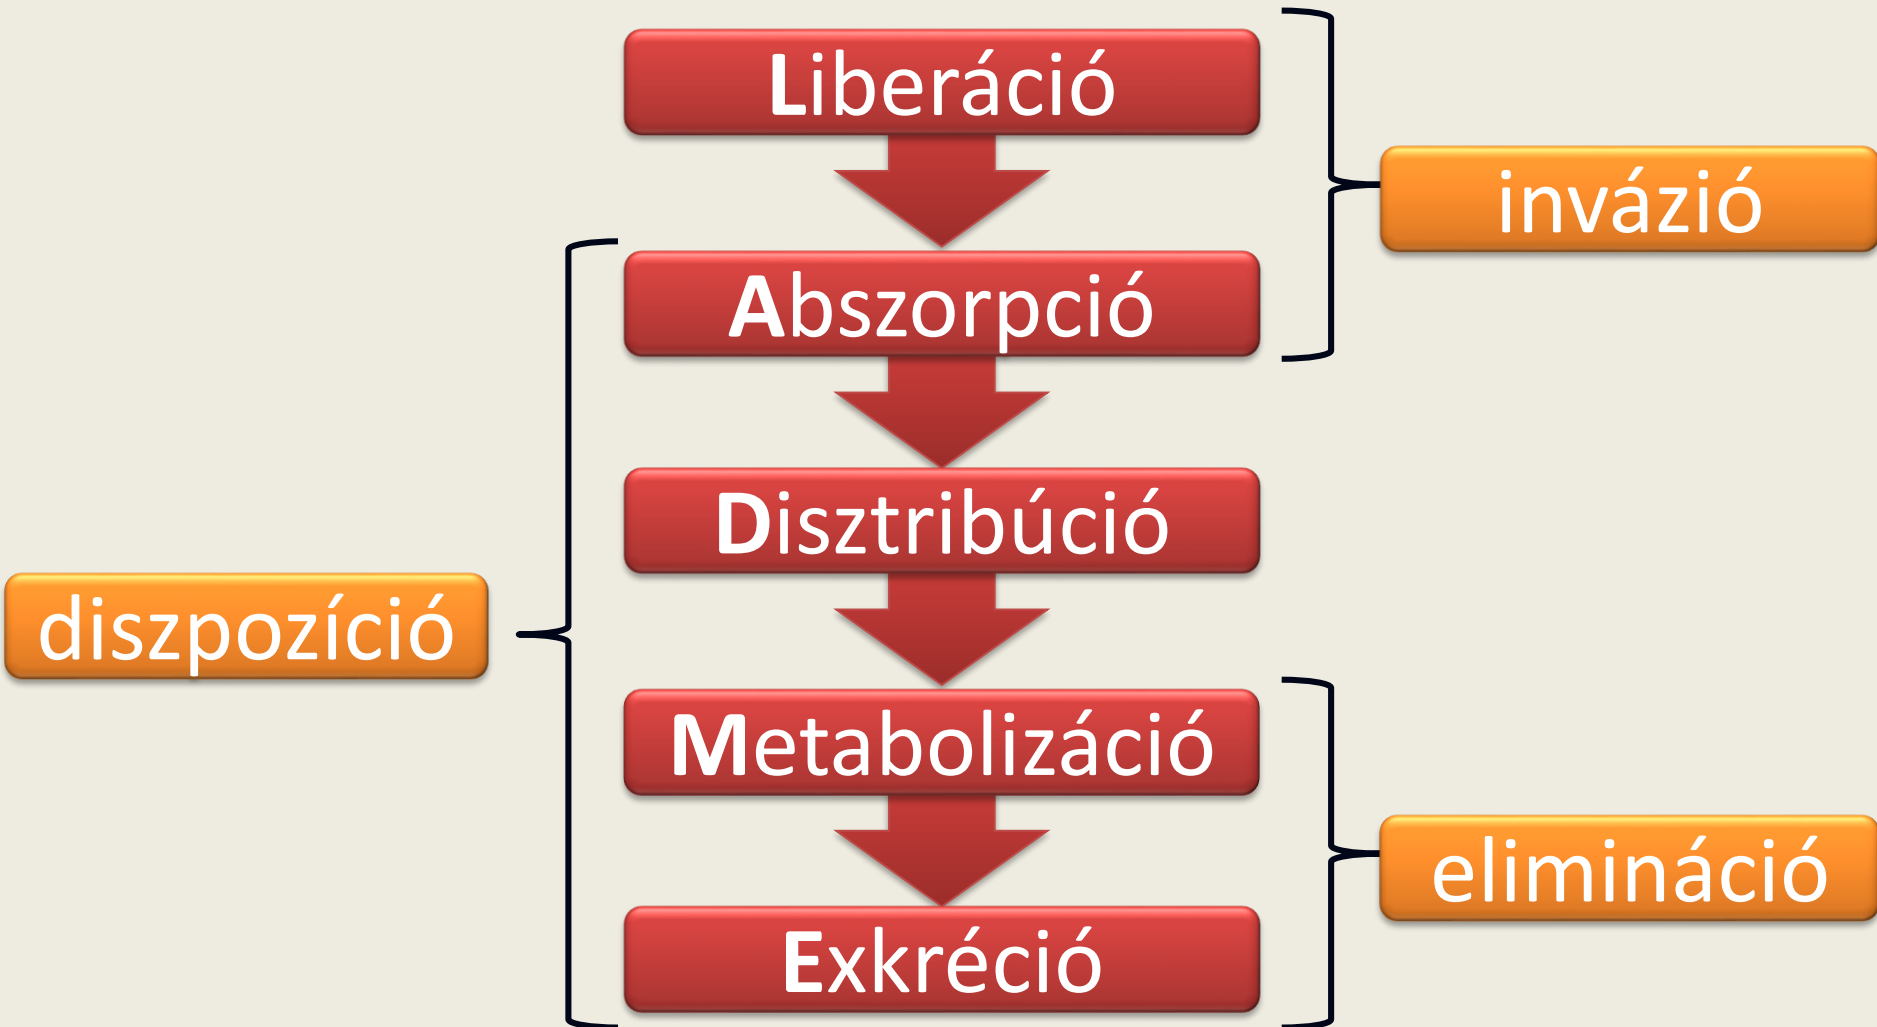 Liberáció
invázió
Abszorpció
Disztribúció
diszpozíció
Metabolizáció
elimináció
Exkréció